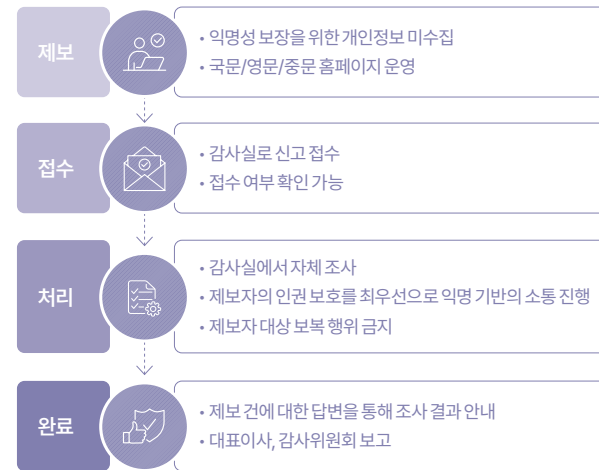 제보
• 익명성 보장을 위한 개인정보 미수집
• 국문/영문/중문 홈페이지 운영
접수
• 감사실로 신고 접수
• 접수 여부 확인 가능
처리
• 감사실에서 자체 조사
• 제보자의 인권 보호를 최우선으로 익명 기반의 소통 진행
• 제보자 대상 보복 행위 금지
완료
• 제보 건에 대한 답변을 통해 조사 결과 안내
• 대표이사, 감사위원회 보고